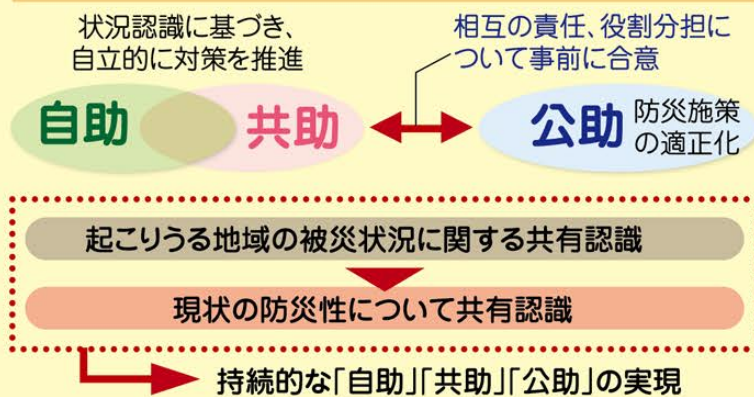 状況認識に基づき、
自立的に対策を推進
相互の責任、役割分担に
ついて事前に合意
自助
共助
公助
防災施策
の適正化
起こりうる地域の被災状況に関する共有認識
現状の防災性について共有認識
持続的な「自助」「共助」「公助」の実現